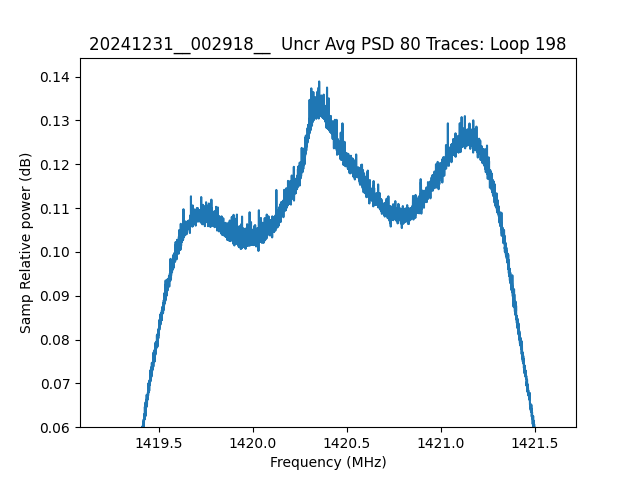 20241231__002918__  Uncr Avg PSD 80 Traces: Loop 198
0.14
0.13
0.12
0.11
0.10
0.09
0.08
0.07
0.06
Samp Relative power (dB)
1419.5 1420.0 1420.5 1421.0 1421.5
Frequency (MHz)